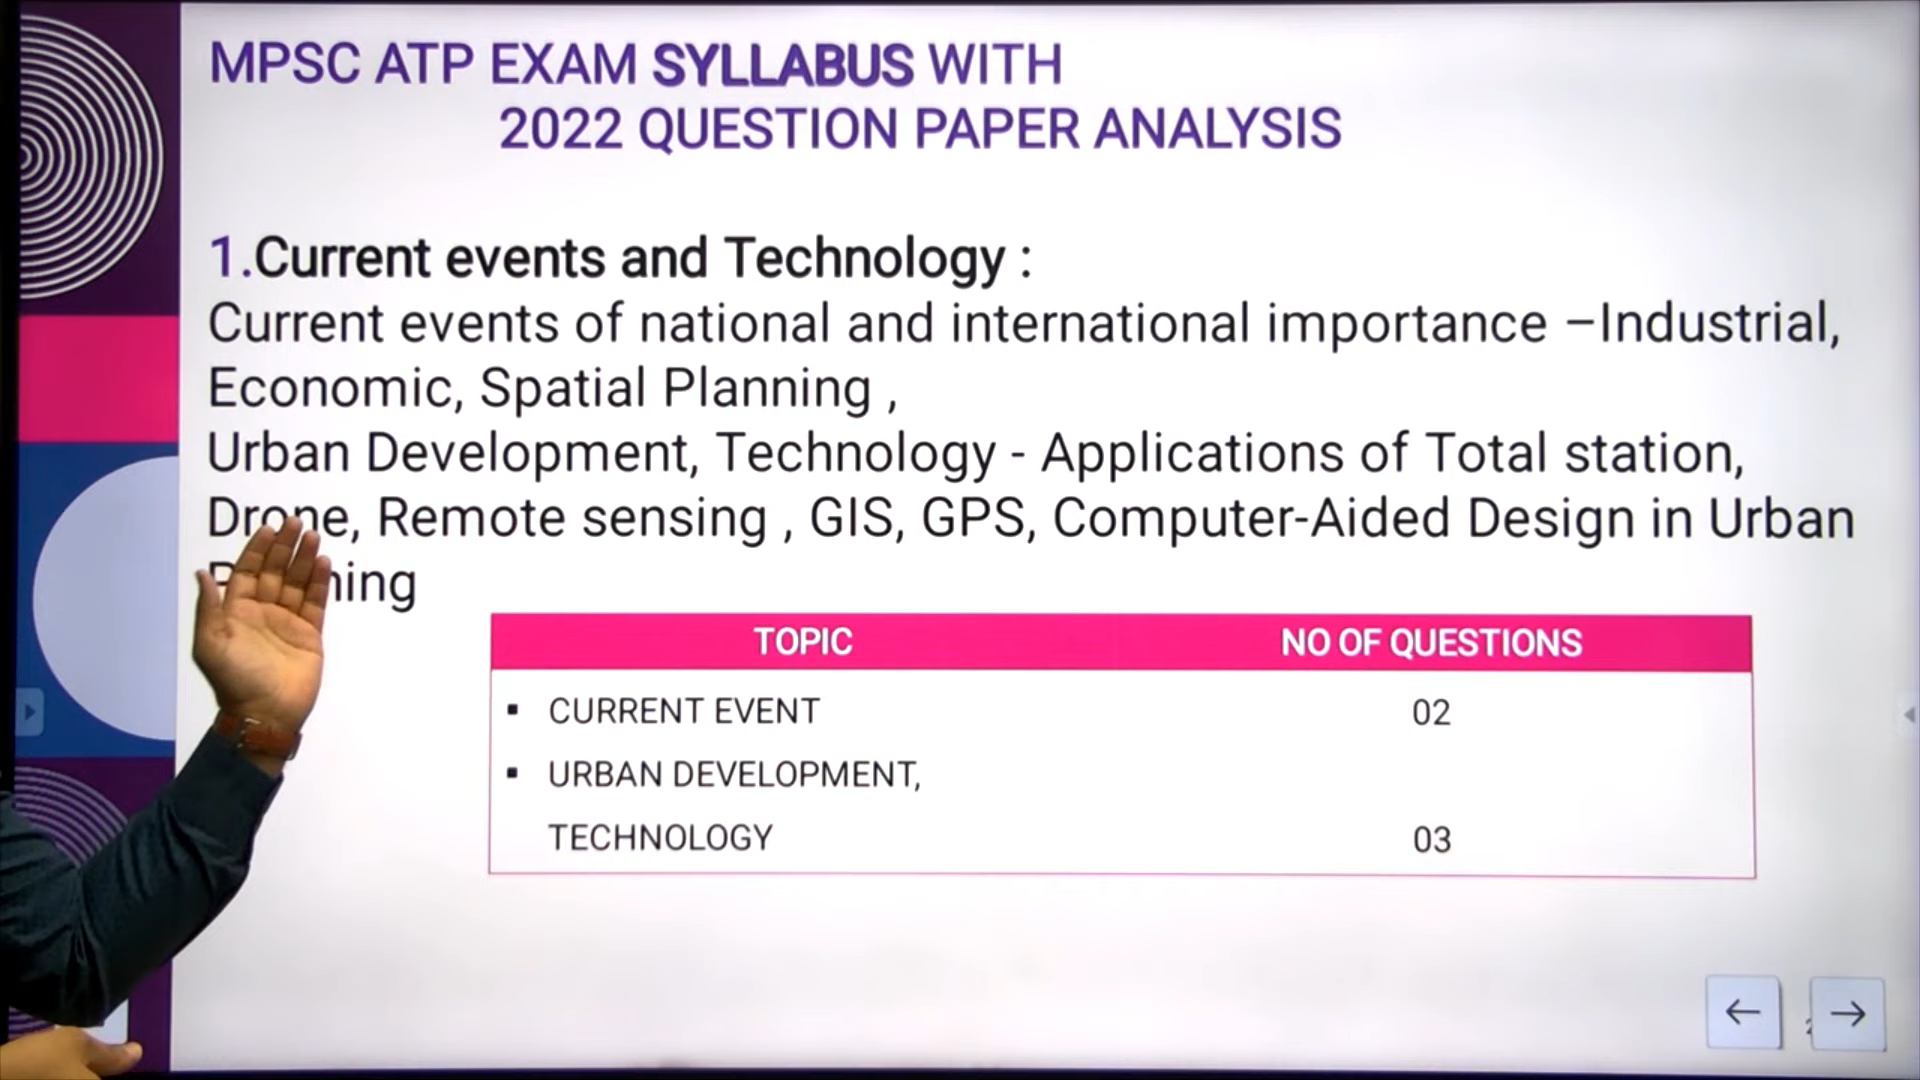 MPSC ATP EXAM SYLLABUS WITH
2022 QUESTION PAPER ANALYSIS
1.Current events and Technology :
Current events of national and international importance –Industrial,
Economic, Spatial Planning ,
Urban Development, Technology - Applications of Total station,
Drone, Remote sensing , GIS, GPS, Computer-Aided Design in Urban
TOPIC NO OF QUESTIONS
▪ CURRENT EVENT 02
▪ URBAN DEVELOPMENT,
TECHNOLOGY 03